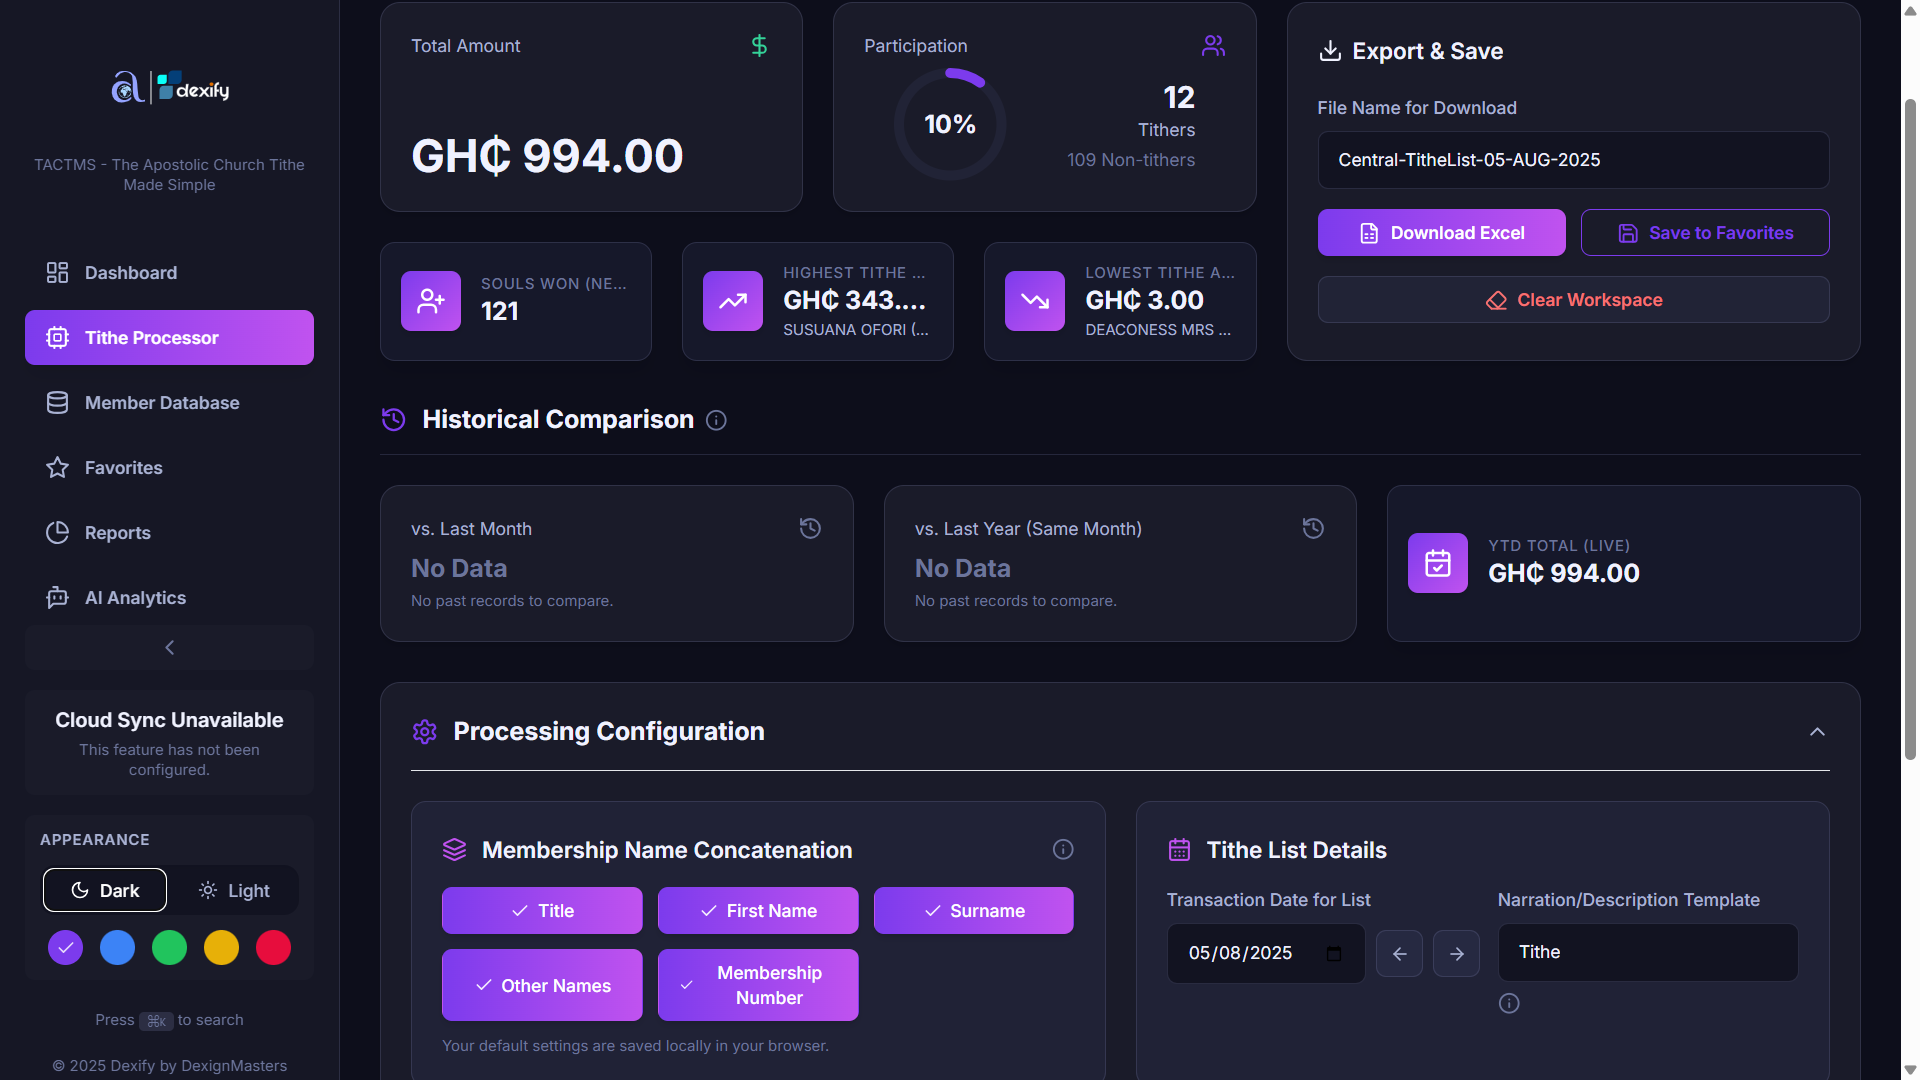 a | dexify
TACTMS - The Apostolic Church Tithe
Made Simple
Dashboard
Tithe Processor
Member Database
Favorites
Reports
AI Analytics
Cloud Sync Unavailable
This feature has not been
configured.
APPEARANCE
Dark
Light
Press ⌘K to search
© 2025 Dexify by DexignMasters
Total Amount
GH₵ 994.00
Participation
10%
12
Tithers
109 Non-tithers
SOULS WON (NE...
121
HIGHEST TITHE ...
GH₵ 343....
SUSUANA OFORI (...
LOWEST TITHE A...
GH₵ 3.00
DEACONESS MRS ...
Export & Save
File Name for Download
Central-TitheList-05-AUG-2025
Download Excel
Save to Favorites
Clear Workspace
Historical Comparison
vs. Last Month
No Data
No past records to compare.
vs. Last Year (Same Month)
No Data
No past records to compare.
YTD TOTAL (LIVE)
GH₵ 994.00
Processing Configuration
Membership Name Concatenation
Title
First Name
Surname
Other Names
Membership
Number
Your default settings are saved locally in your browser.
Tithe List Details
Transaction Date for List
05/08/2025
Narration/Description Template
Tithe